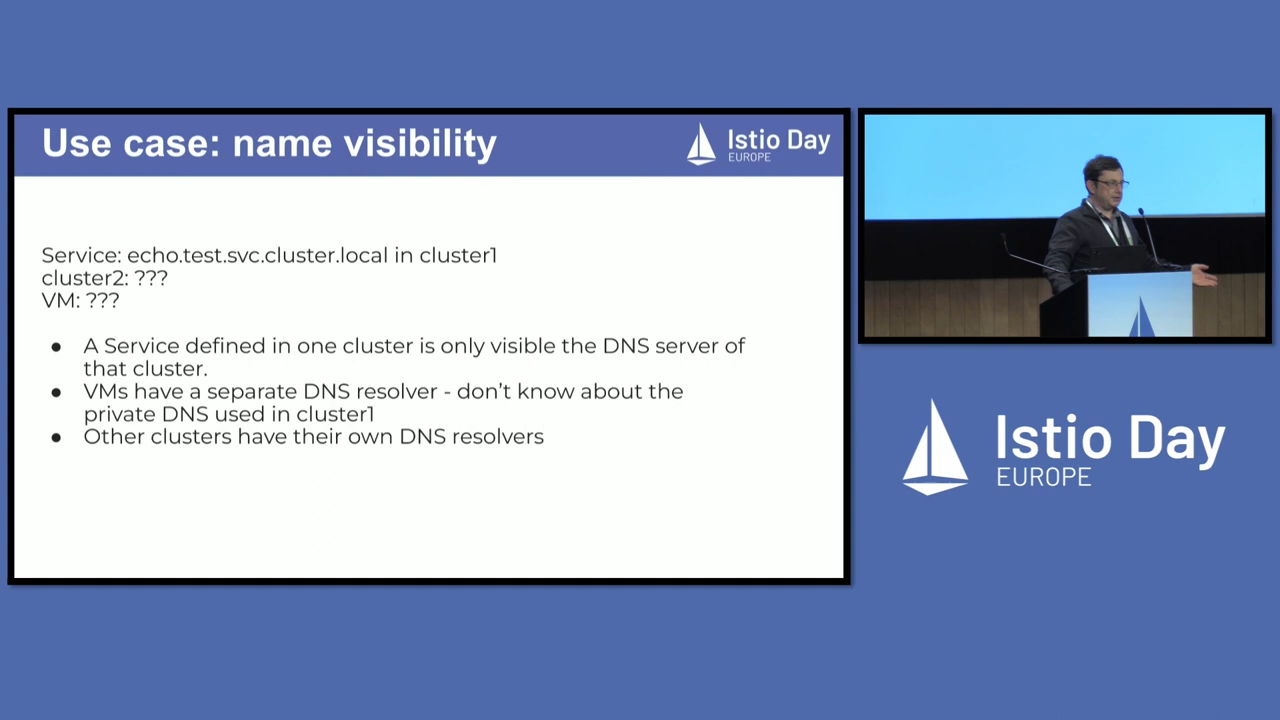 Use case: name visibility
Istio Day
EUROPE
Service: echo.test.svc.cluster.local in cluster1
cluster2: ???
VM: ???
● A Service defined in one cluster is only visible the DNS server of
that cluster.
● VMs have a separate DNS resolver - don’t know about the
private DNS used in cluster1
● Other clusters have their own DNS resolvers
Istio Day
EUROPE